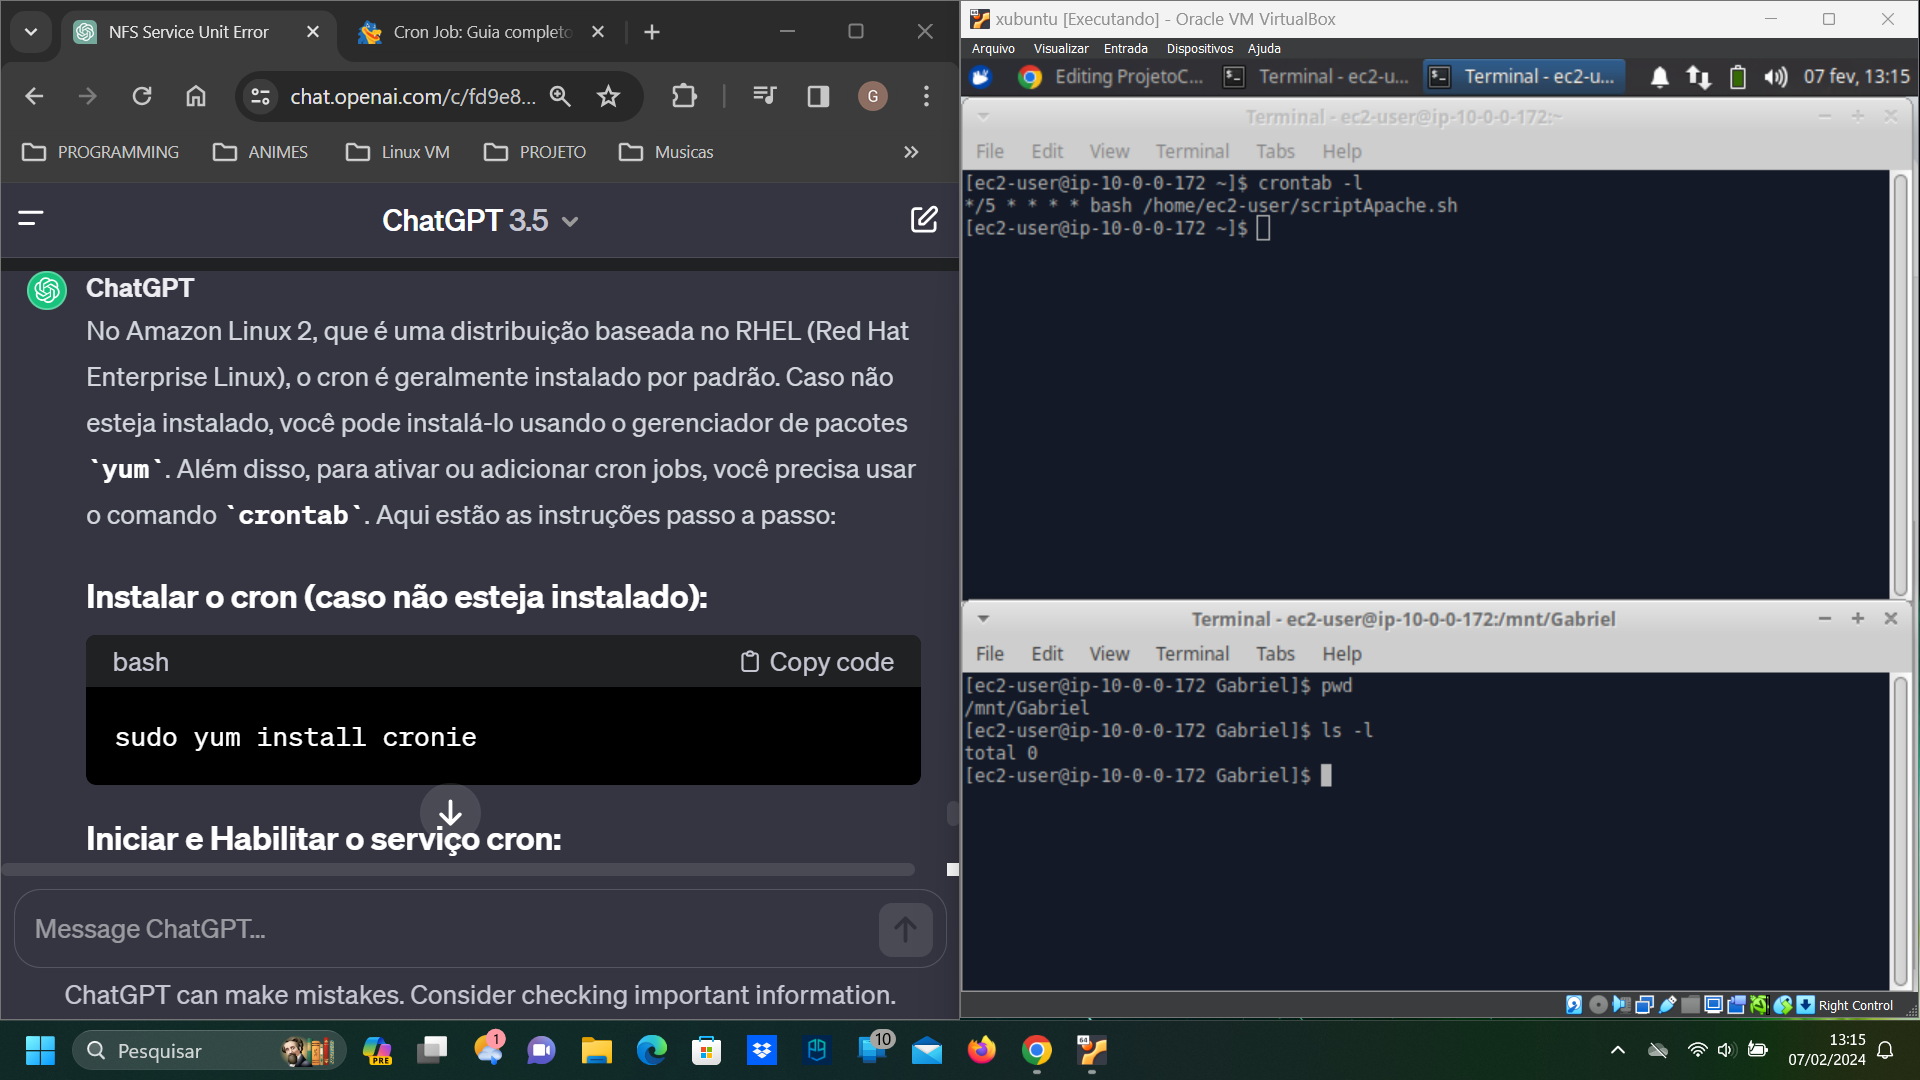 NFS Service Unit Error
Cron Job: Guia completo
chat.openai.com/c/fd9e8...
G
PROGRAMMING
ANIMES
Linux VM
PROJETO
Musicas
ChatGPT 3.5
ChatGPT
No Amazon Linux 2, que é uma distribuição baseada no RHEL (Red Hat
Enterprise Linux), o cron é geralmente instalado por padrão. Caso não
esteja instalado, você pode instalá-lo usando o gerenciador de pacotes
`yum`. Além disso, para ativar ou adicionar cron jobs, você precisa usar
o comando `crontab`. Aqui estão as instruções passo a passo:
Instalar o cron (caso não esteja instalado):
bash
Copy code
sudo yum install cronie
Iniciar e Habilitar o serviço cron:
Message ChatGPT...
ChatGPT can make mistakes. Consider checking important information.
xubuntu [Executando] - Oracle VM VirtualBox
Arquivo Visualizar Entrada Dispositivos Ajuda
Editing ProjetoC...
Terminal - ec2-u...
Terminal - ec2-u...
07 fev, 13:15
Terminal - ec2-user@ip-10-0-0-172:~
File Edit View Terminal Tabs Help
[ec2-user@ip-10-0-0-172 ~]$ crontab -l
*/5 * * * * bash /home/ec2-user/scriptApache.sh
[ec2-user@ip-10-0-0-172 ~]$
Terminal - ec2-user@ip-10-0-0-172:/mnt/Gabriel
File Edit View Terminal Tabs Help
[ec2-user@ip-10-0-0-172 Gabriel]$ pwd
/mnt/Gabriel
[ec2-user@ip-10-0-0-172 Gabriel]$ ls -l
total 0
[ec2-user@ip-10-0-0-172 Gabriel]$
Right Control
Pesquisar
PRE
1
10
64
13:15
07/02/2024